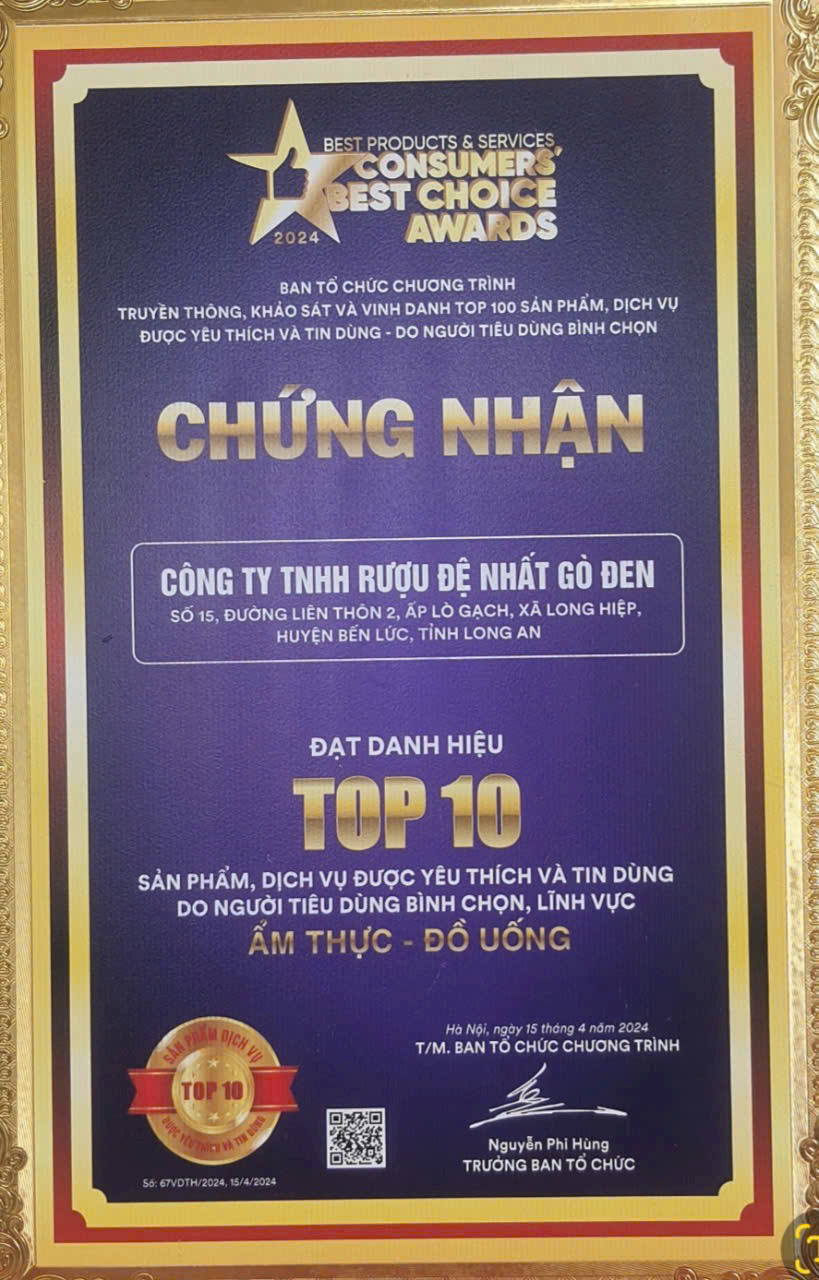 BEST PRODUCTS & SERVICES
CONSUMERS'
BEST CHOICE
AWARDS
2024
BAN TỔ CHỨC CHƯƠNG TRÌNH
TRUYỀN THÔNG, KHẢO SÁT VÀ VINH DANH TOP 100 SẢN PHẨM, DỊCH VỤ
ĐƯỢC YÊU THÍCH VÀ TIN DÙNG - DO NGƯỜI TIÊU DÙNG BÌNH CHỌN
CHỨNG NHẬN
CÔNG TY TNHH RƯỢU ĐỆ NHẤT GÒ ĐEN
SỐ 15, ĐƯỜNG LIÊN THÔN 2, ẤP LÒ GẠCH, XÃ LONG HIỆP,
HUYỆN BẾN LỨC, TỈNH LONG AN
ĐẠT DANH HIỆU
TOP 10
SẢN PHẨM, DỊCH VỤ ĐƯỢC YÊU THÍCH VÀ TIN DÙNG
DO NGƯỜI TIÊU DÙNG BÌNH CHỌN, LĨNH VỰC
ẨM THỰC - ĐỒ UỐNG
Hà Nội, ngày 15 tháng 4 năm 2024
T/M. BAN TỔ CHỨC CHƯƠNG TRÌNH
SẢN PHẨM DỊCH VỤ
TOP 10
ĐƯỢC YÊU THÍCH VÀ TIN DÙNG
Nguyễn Phi Hùng
TRƯỞNG BAN TỔ CHỨC
Số: 67VDTH/2024, 15/4/2024